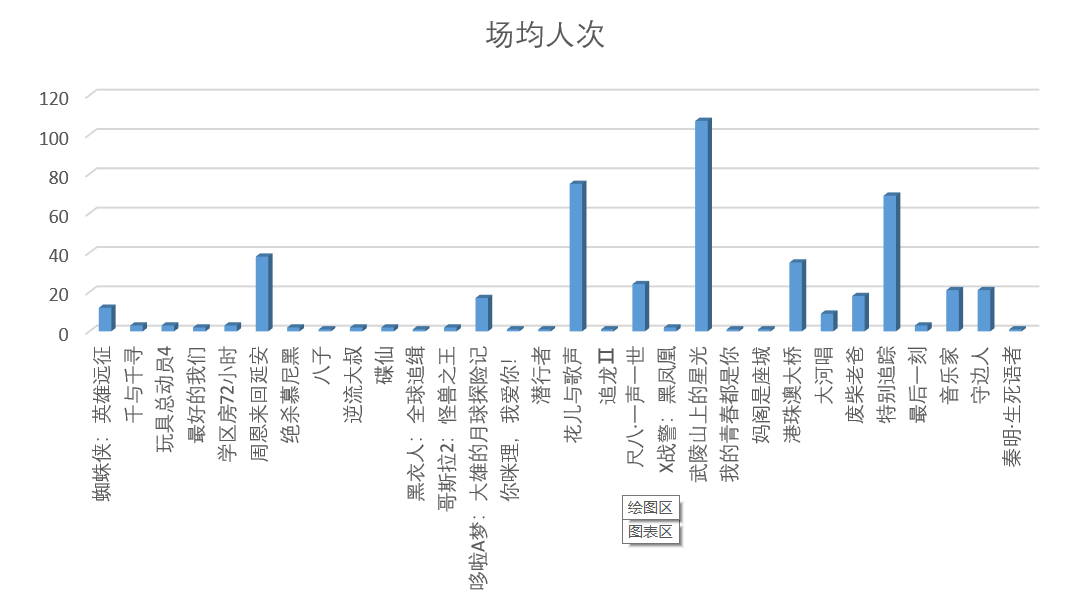 场均人次
120
100
80
60
40
20
0
蜘蛛侠：英雄远征
千与千寻
玩具总动员4
最好的我们
学区房72小时
周恩来回延安
绝杀慕尼黑
八子
逆流大叔
碟仙
黑衣人：全球追缉
哥斯拉2：怪兽之王
哆啦A梦：大雄的月球探险记
你咪理，我爱你！
潜行者
花儿与歌声
追龙Ⅱ
尺八·一声一世
X战警：黑凤凰
武陵山上的星光
我的青春都是你
妈阁是座城
港珠澳大桥
大河唱
废柴老爸
特别追踪
最后一刻
音乐家
守边人
秦明·生死语者
绘图区
图表区